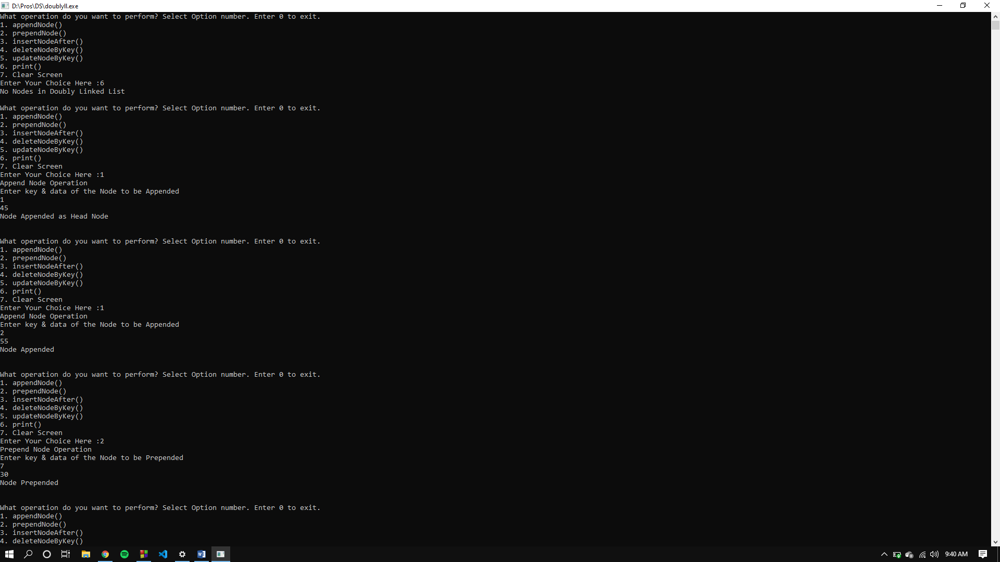 D:\Pros\DS\doublyll.exe
What operation do you want to perform? Select Option number. Enter 0 to exit.
1. appendNode()
2. prependNode()
3. insertNodeAfter()
4. deleteNodeByKey()
5. updateNodeByKey()
6. print()
7. Clear Screen
Enter Your Choice Here :6
No Nodes in Doubly Linked List
What operation do you want to perform? Select Option number. Enter 0 to exit.
1. appendNode()
2. prependNode()
3. insertNodeAfter()
4. deleteNodeByKey()
5. updateNodeByKey()
6. print()
7. Clear Screen
Enter Your Choice Here :1
Append Node Operation
Enter key & data of the Node to be Appended
1
45
Node Appended as Head Node
What operation do you want to perform? Select Option number. Enter 0 to exit.
1. appendNode()
2. prependNode()
3. insertNodeAfter()
4. deleteNodeByKey()
5. updateNodeByKey()
6. print()
7. Clear Screen
Enter Your Choice Here :1
Append Node Operation
Enter key & data of the Node to be Appended
2
55
Node Appended
What operation do you want to perform? Select Option number. Enter 0 to exit.
1. appendNode()
2. prependNode()
3. insertNodeAfter()
4. deleteNodeByKey()
5. updateNodeByKey()
6. print()
7. Clear Screen
Enter Your Choice Here :2
Prepend Node Operation
Enter key & data of the Node to be Prepended
7
30
Node Prepended
What operation do you want to perform? Select Option number. Enter 0 to exit.
1. appendNode()
2. prependNode()
3. insertNodeAfter()
4. deleteNodeByKey()
9:40 AM